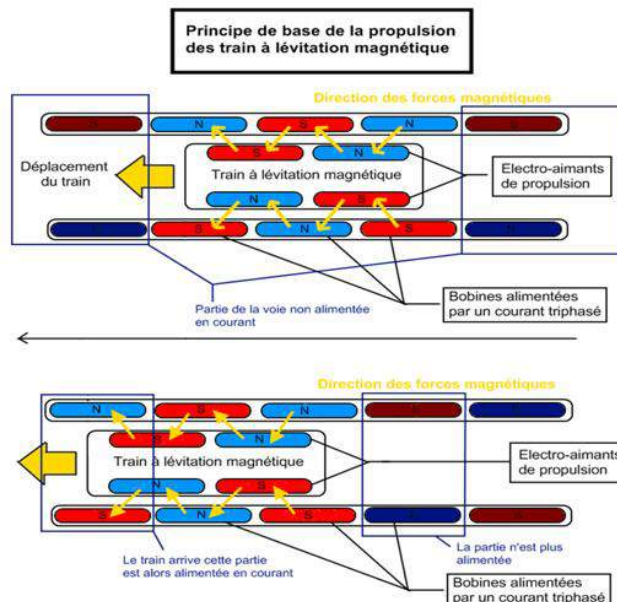 Principe de base de la propulsion
des train à lévitation magnétique
Direction des forces magnétiques
N S N
Déplacement
du train
S N
Train à lévitation magnétique
N S
Electro-aimants
de propulsion
S N S
Partie de la voie non alimentée
en courant
Bobines alimentées
par un courant triphasé
Direction des forces magnétiques
N S N
S N
Train à lévitation magnétique
N S
Electro-aimants
de propulsion
S N S
Le train arrive cette partie
est alors alimentée en courant
La partie n'est plus
alimentée
Bobines alimentées
par un courant triphasé